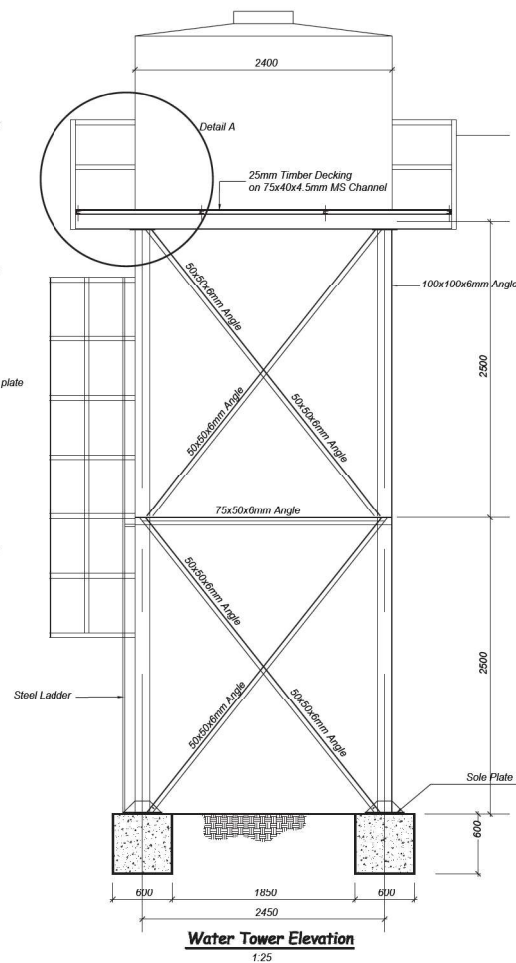 2400
Detail A
25mm Timber Decking
on 75x40x4.5mm MS Channel
50x50x6mm Angle
100x100x6mm Angle
2500
plate
50x50x6mm Angle
50x50x6mm Angle
75x50x6mm Angle
50x50x6mm Angle
2500
Steel Ladder
50x50x6mm Angle
50x50x6mm Angle
Sole Plate
600
600
1850
600
2450
Water Tower Elevation
1:25